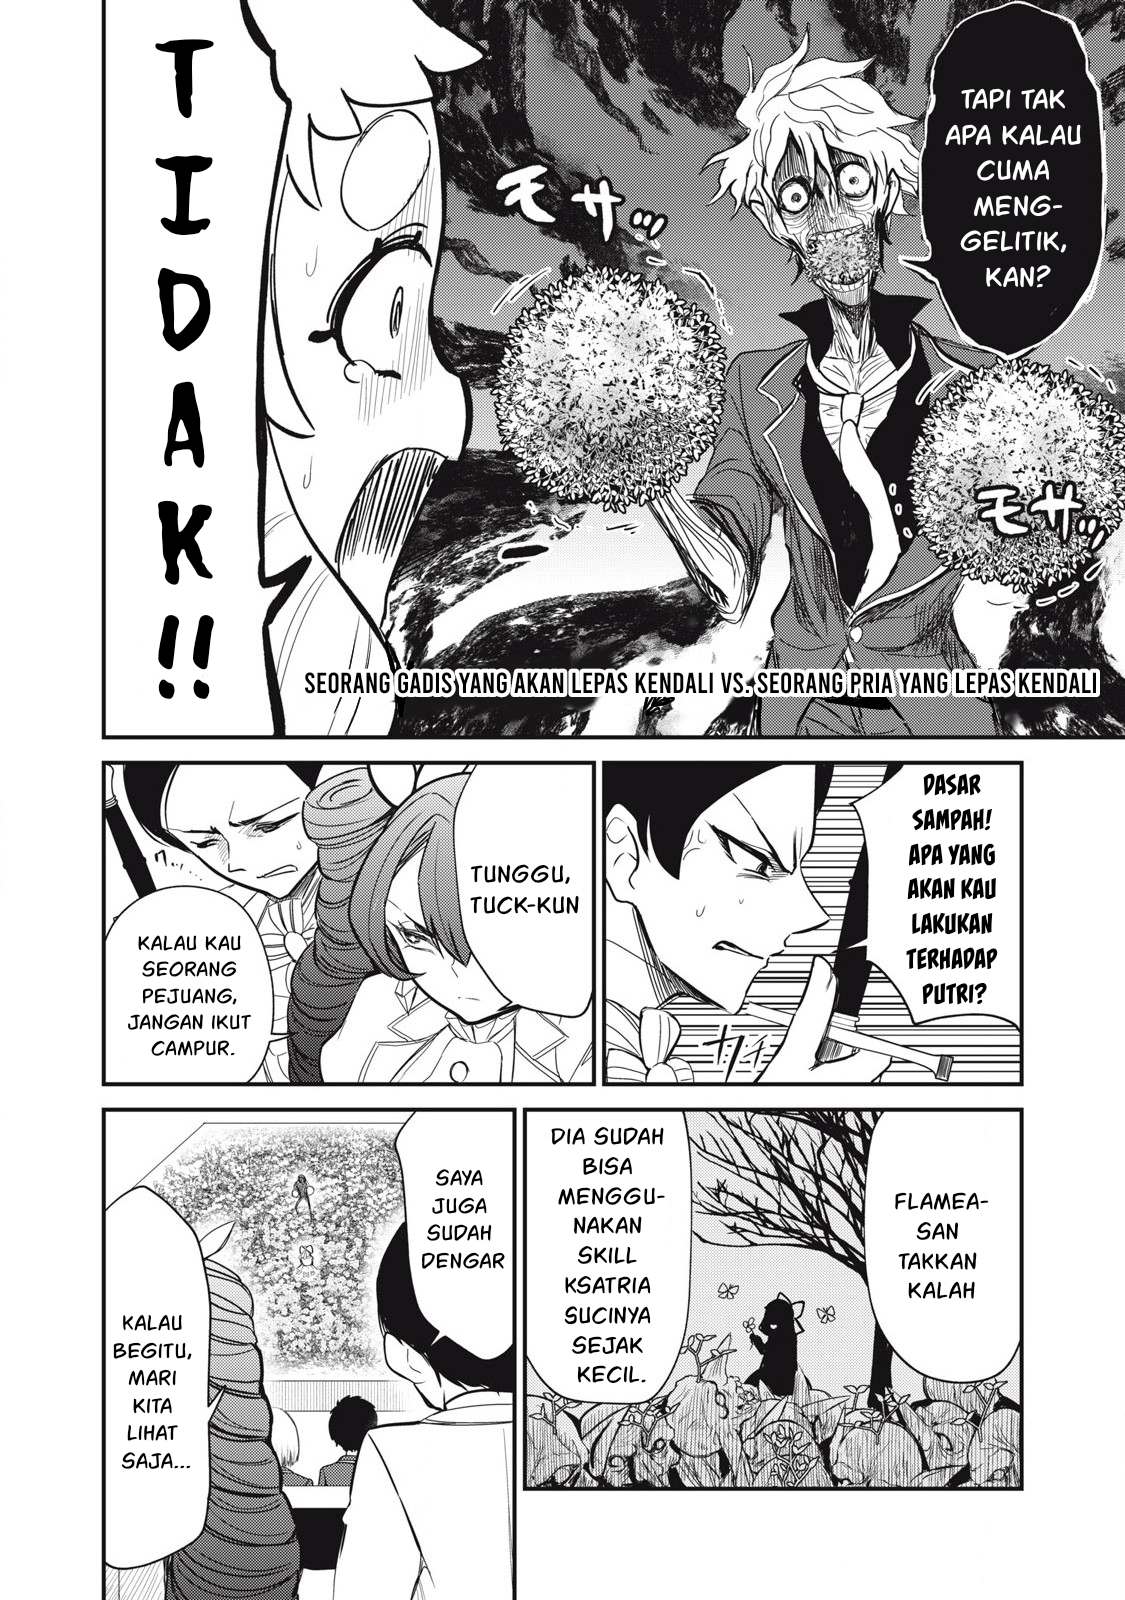 TAPI TAK
APA KALAU
CUMA
MENG-
GELITIK,
KAN?
モサッ
モサッ
TIDAK!!
SEORANG GADIS YANG AKAN LEPAS KENDALI VS. SEORANG PRIA YANG LEPAS KENDALI
DASAR
SAMPAH!
APA YANG
AKAN KAU
LAKUKAN
TERHADAP
PUTRI?
TUNGGU,
TUCK-KUN
KALAU KAU
SEORANG
PEJUANG,
JANGAN IKUT
CAMPUR.
FLAMEA-
SAN
TAKKAN
KALAH
DIA SUDAH
BISA
MENGGU-
NAKAN
SKILL
KSATRIA
SUCINYA
SEJAK
KECIL.
SAYA
JUGA
SUDAH
DENGAR
KALAU
BEGITU,
MARI
KITA
LIHAT
SAJA...